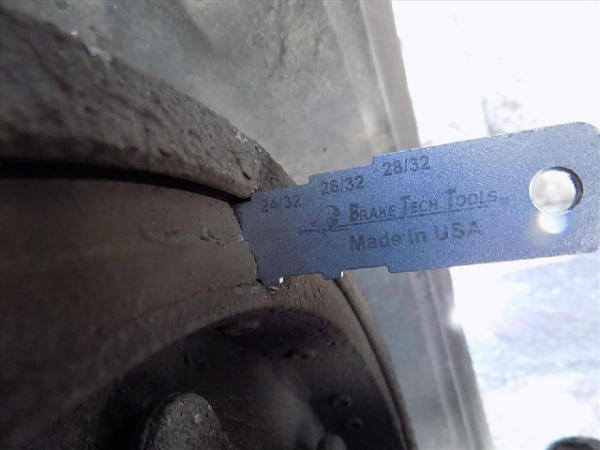 24/32 26/32 28/32
BRAKE TECH TOOLS
Made in USA